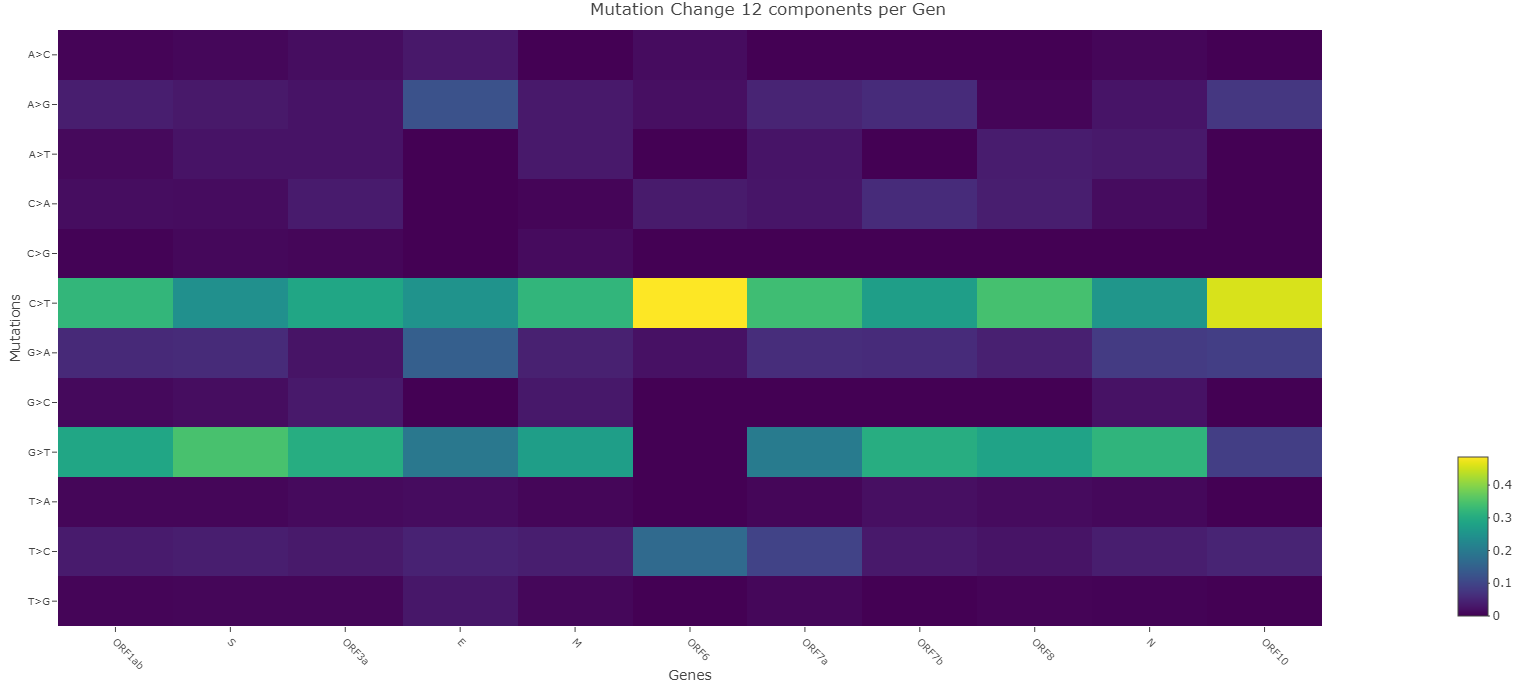 Mutation Change 12 components per Gen
Mutations
A>C
A>G
A>T
C>A
C>G
C>T
G>A
G>C
G>T
T>A
T>C
T>G
ORF1ab
S
ORF3a
E
M
ORF6
ORF7a
ORF7b
ORF8
N
ORF10
Genes
0.4
0.3
0.2
0.1
0